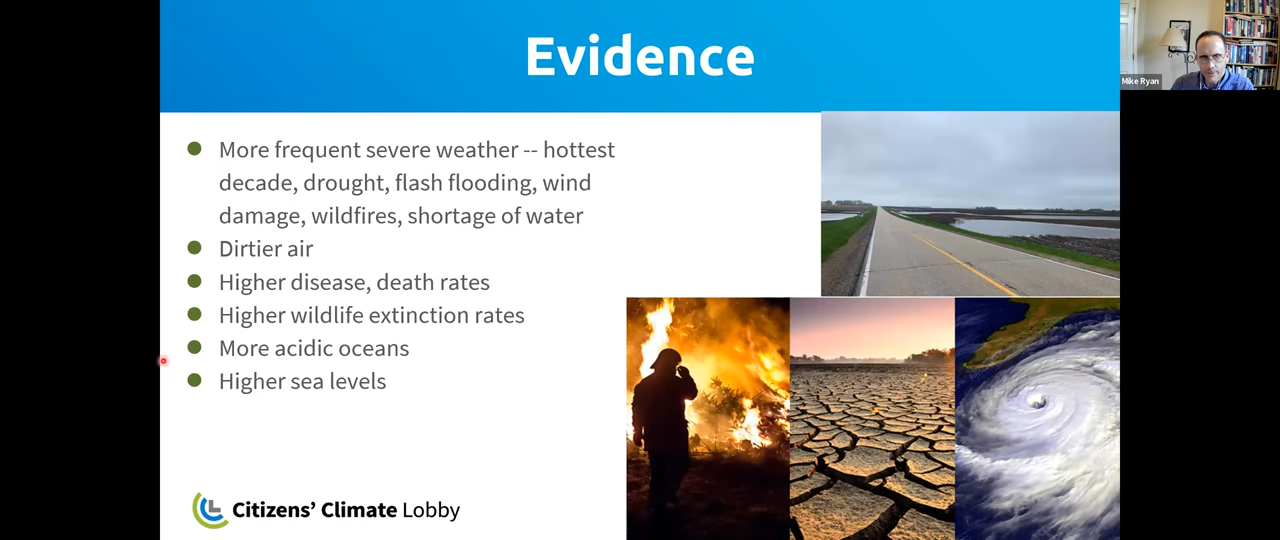 Evidence
Mike Ryan
More frequent severe weather -- hottest
decade, drought, flash flooding, wind
damage, wildfires, shortage of water
Dirtier air
Higher disease, death rates
Higher wildlife extinction rates
More acidic oceans
Higher sea levels
Citizens’ Climate Lobby